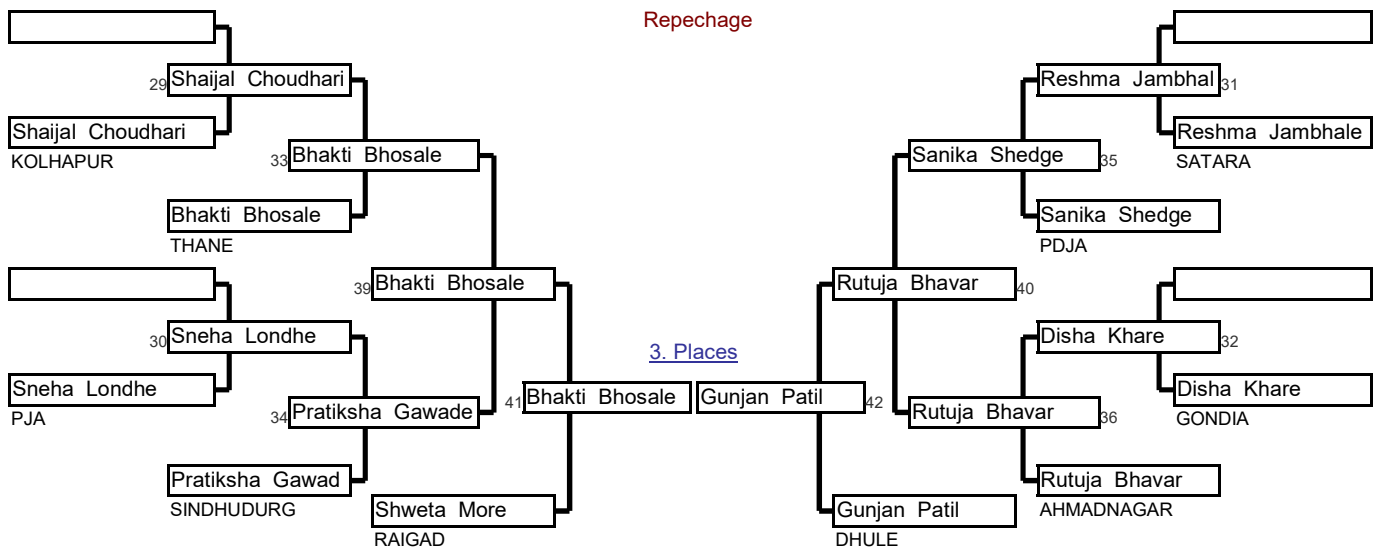 Repechage
29 Shaijal Choudhari
Shaijal Choudhari
KOLHAPUR
33 Bhakti Bhosale
Bhakti Bhosale
THANE
39 Bhakti Bhosale
30 Sneha Londhe
Sneha Londhe
PJA
34 Pratiksha Gawade
Pratiksha Gawad
SINDHUDURG
41 Bhakti Bhosale
Shweta More
RAIGAD
3. Places
Reshma Jambhal 31
Reshma Jambhale
SATARA
Sanika Shedge 35
Sanika Shedge
PDJA
Rutuja Bhavar 40
Disha Khare 32
Disha Khare
GONDIA
Gunjan Patil 42
Rutuja Bhavar 36
Rutuja Bhavar
AHMADNAGAR
Gunjan Patil
DHULE